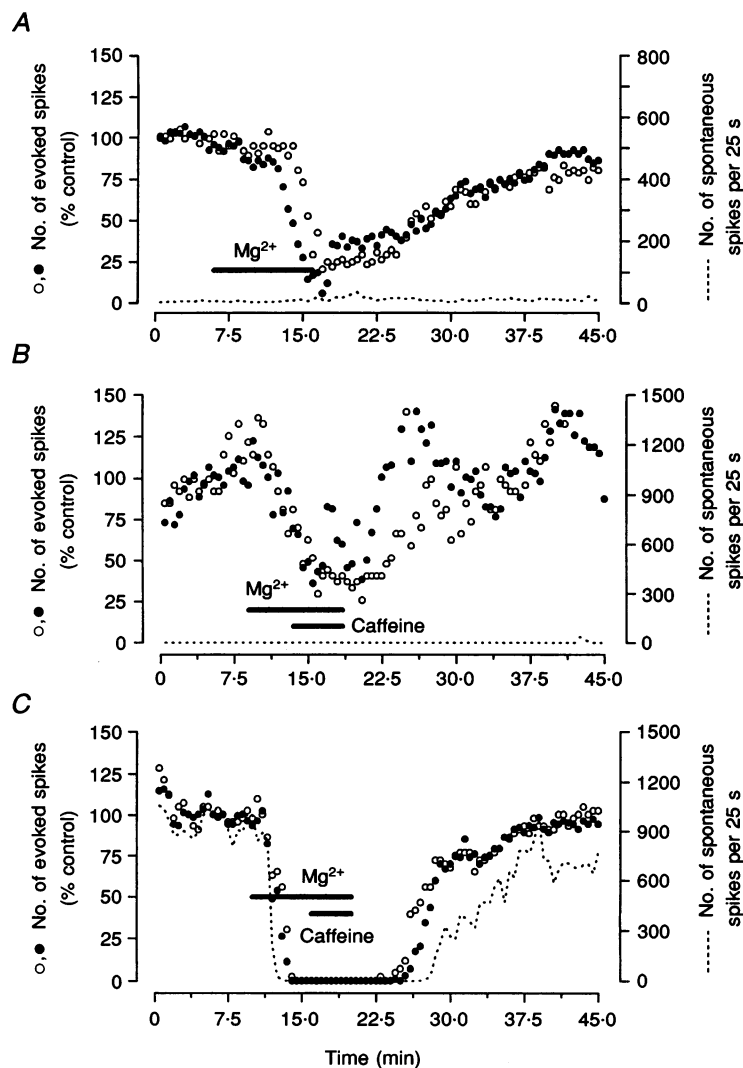 A
150
125
100
75
50
25
0
○,● No. of evoked spikes
(% control)
800
600
400
200
0
No. of spontaneous
spikes per 25 s
Mg²⁺
0
7·5
15·0
22·5
30·0
37·5
45·0
B
150
125
100
75
50
25
0
○,● No. of evoked spikes
(% control)
1500
1200
900
600
300
0
No. of spontaneous
spikes per 25 s
Mg²⁺
Caffeine
0
7·5
15·0
22·5
30·0
37·5
45·0
C
150
125
100
75
50
25
0
○,● No. of evoked spikes
(% control)
1500
1200
900
600
300
0
No. of spontaneous
spikes per 25 s
Mg²⁺
Caffeine
0
7·5
15·0
22·5
30·0
37·5
45·0
Time (min)